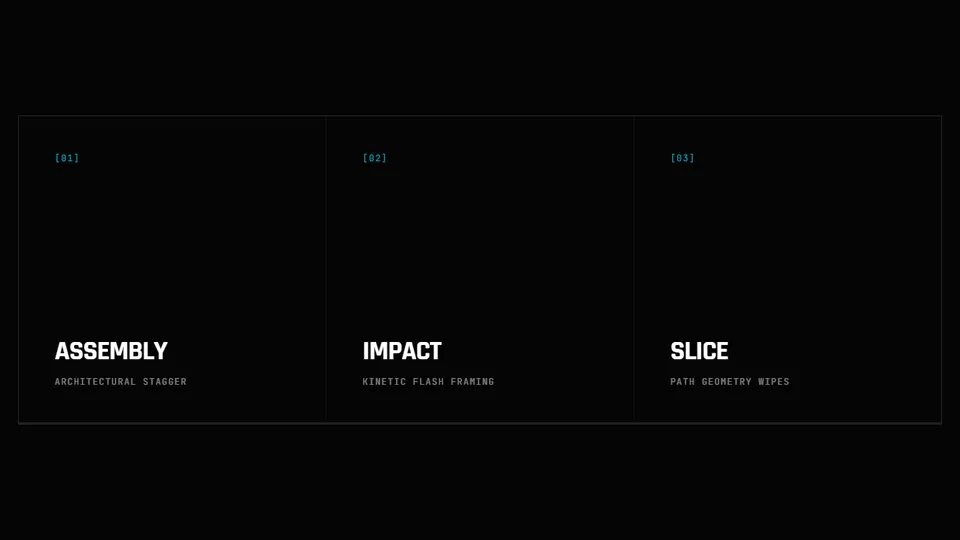 [01]
ASSEMBLY
ARCHITECTURAL STAGGER
[02]
IMPACT
KINETIC FLASH FRAMING
[03]
SLICE
PATH GEOMETRY WIPES